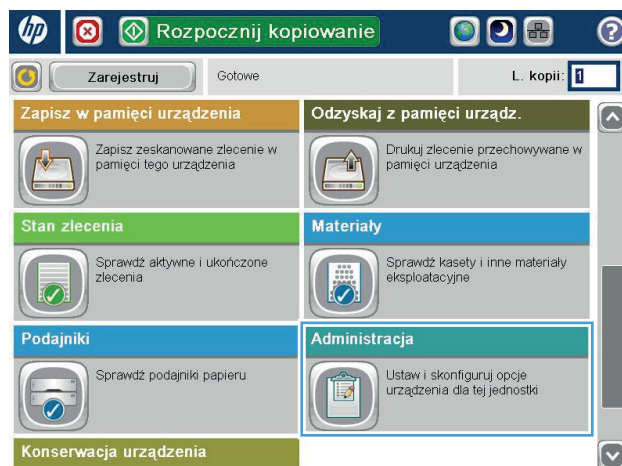 hp
Rozpocznij kopiowanie
?
Zarejestruj
Gotowe
L. kopii: 1
Zapisz w pamięci urządzenia
Zapisz zeskanowane zlecenie w
pamięci tego urządzenia
Odzyskaj z pamięci urządz.
Drukuj zlecenie przechowywane w
pamięci urządzenia
Stan zlecenia
Sprawdź aktywne i ukończone
zlecenia
Materiały
Sprawdź kasety i inne materiały
eksploatacyjne
Podajniki
Sprawdź podajniki papieru
Administracja
Ustaw i skonfiguruj opcje
urządzenia dla tej jednostki
Konserwacja urządzenia